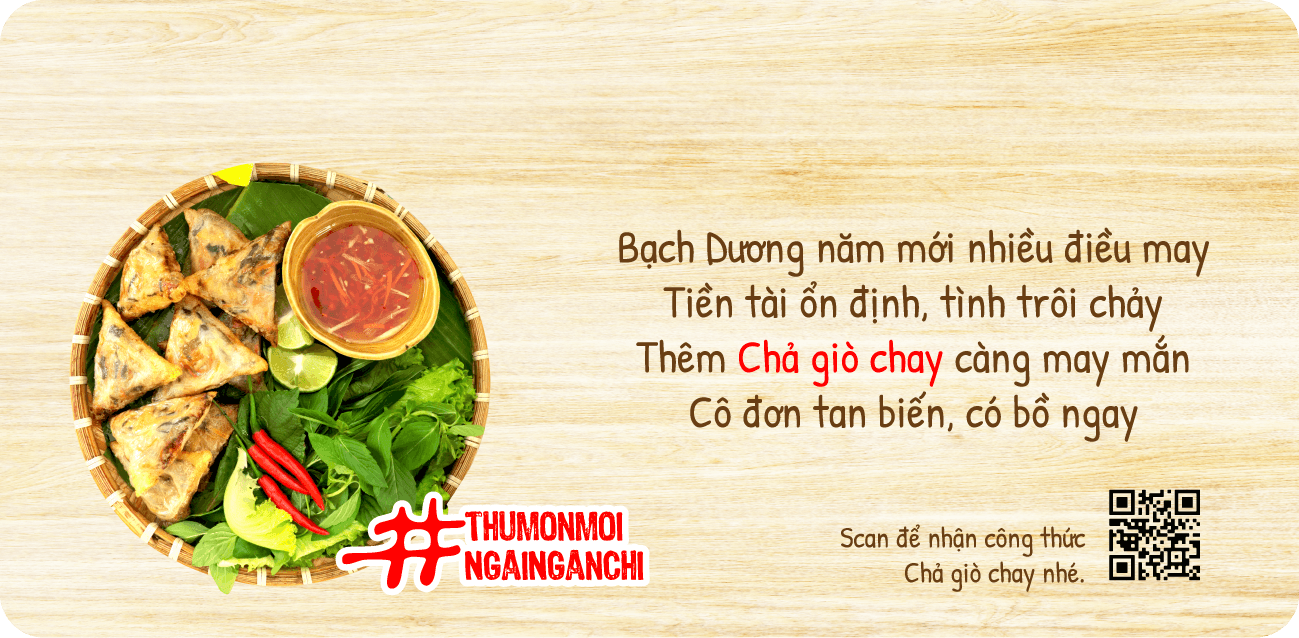 Bạch Dương năm mới nhiều điều may
Tiền tài ổn định, tình trôi chảy
Thêm Chả giò chay càng may mắn
Cô đơn tan biến, có bồ ngay
#THUMONMOI
NGAINGANCHI
Scan để nhận công thức
Chả giò chay nhé.